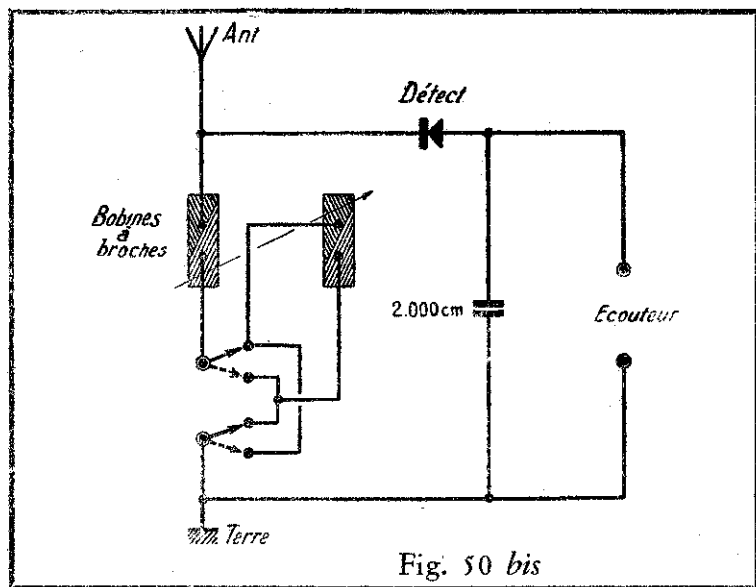 Ant
Détect
Bobines
à
broches
2.000cm
Ecouteur
Terre
Fig. 50 bis